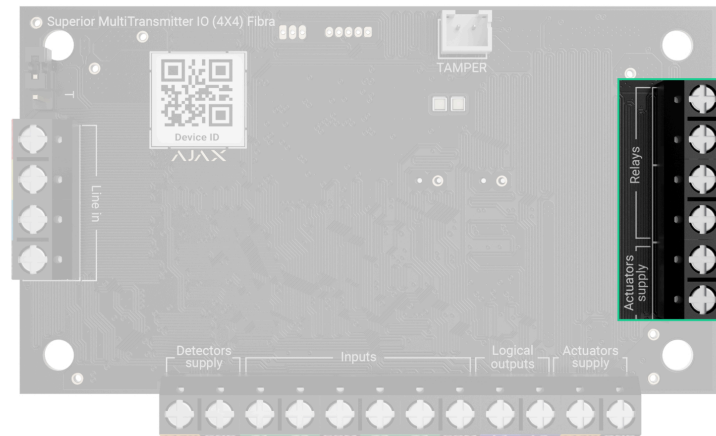 Superior MultiTransmitter IO (4X4) Fibra
TAMPER
T
Device ID
AJAX
Line in
Relays
Actuators
supply
Detectors
supply
Inputs
Logical
outputs
Actuators
supply